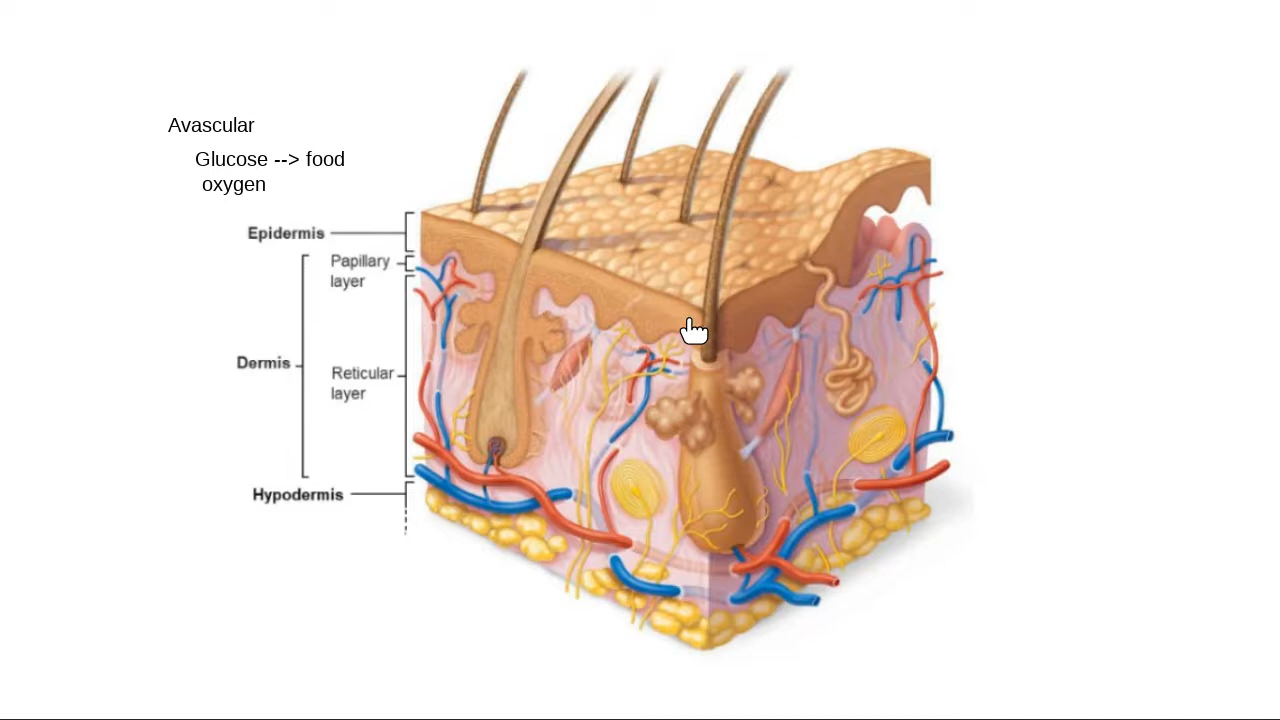 Avascular
Glucose --> food
oxygen
Epidermis
Papillary
layer
Dermis
Reticular
layer
Hypodermis